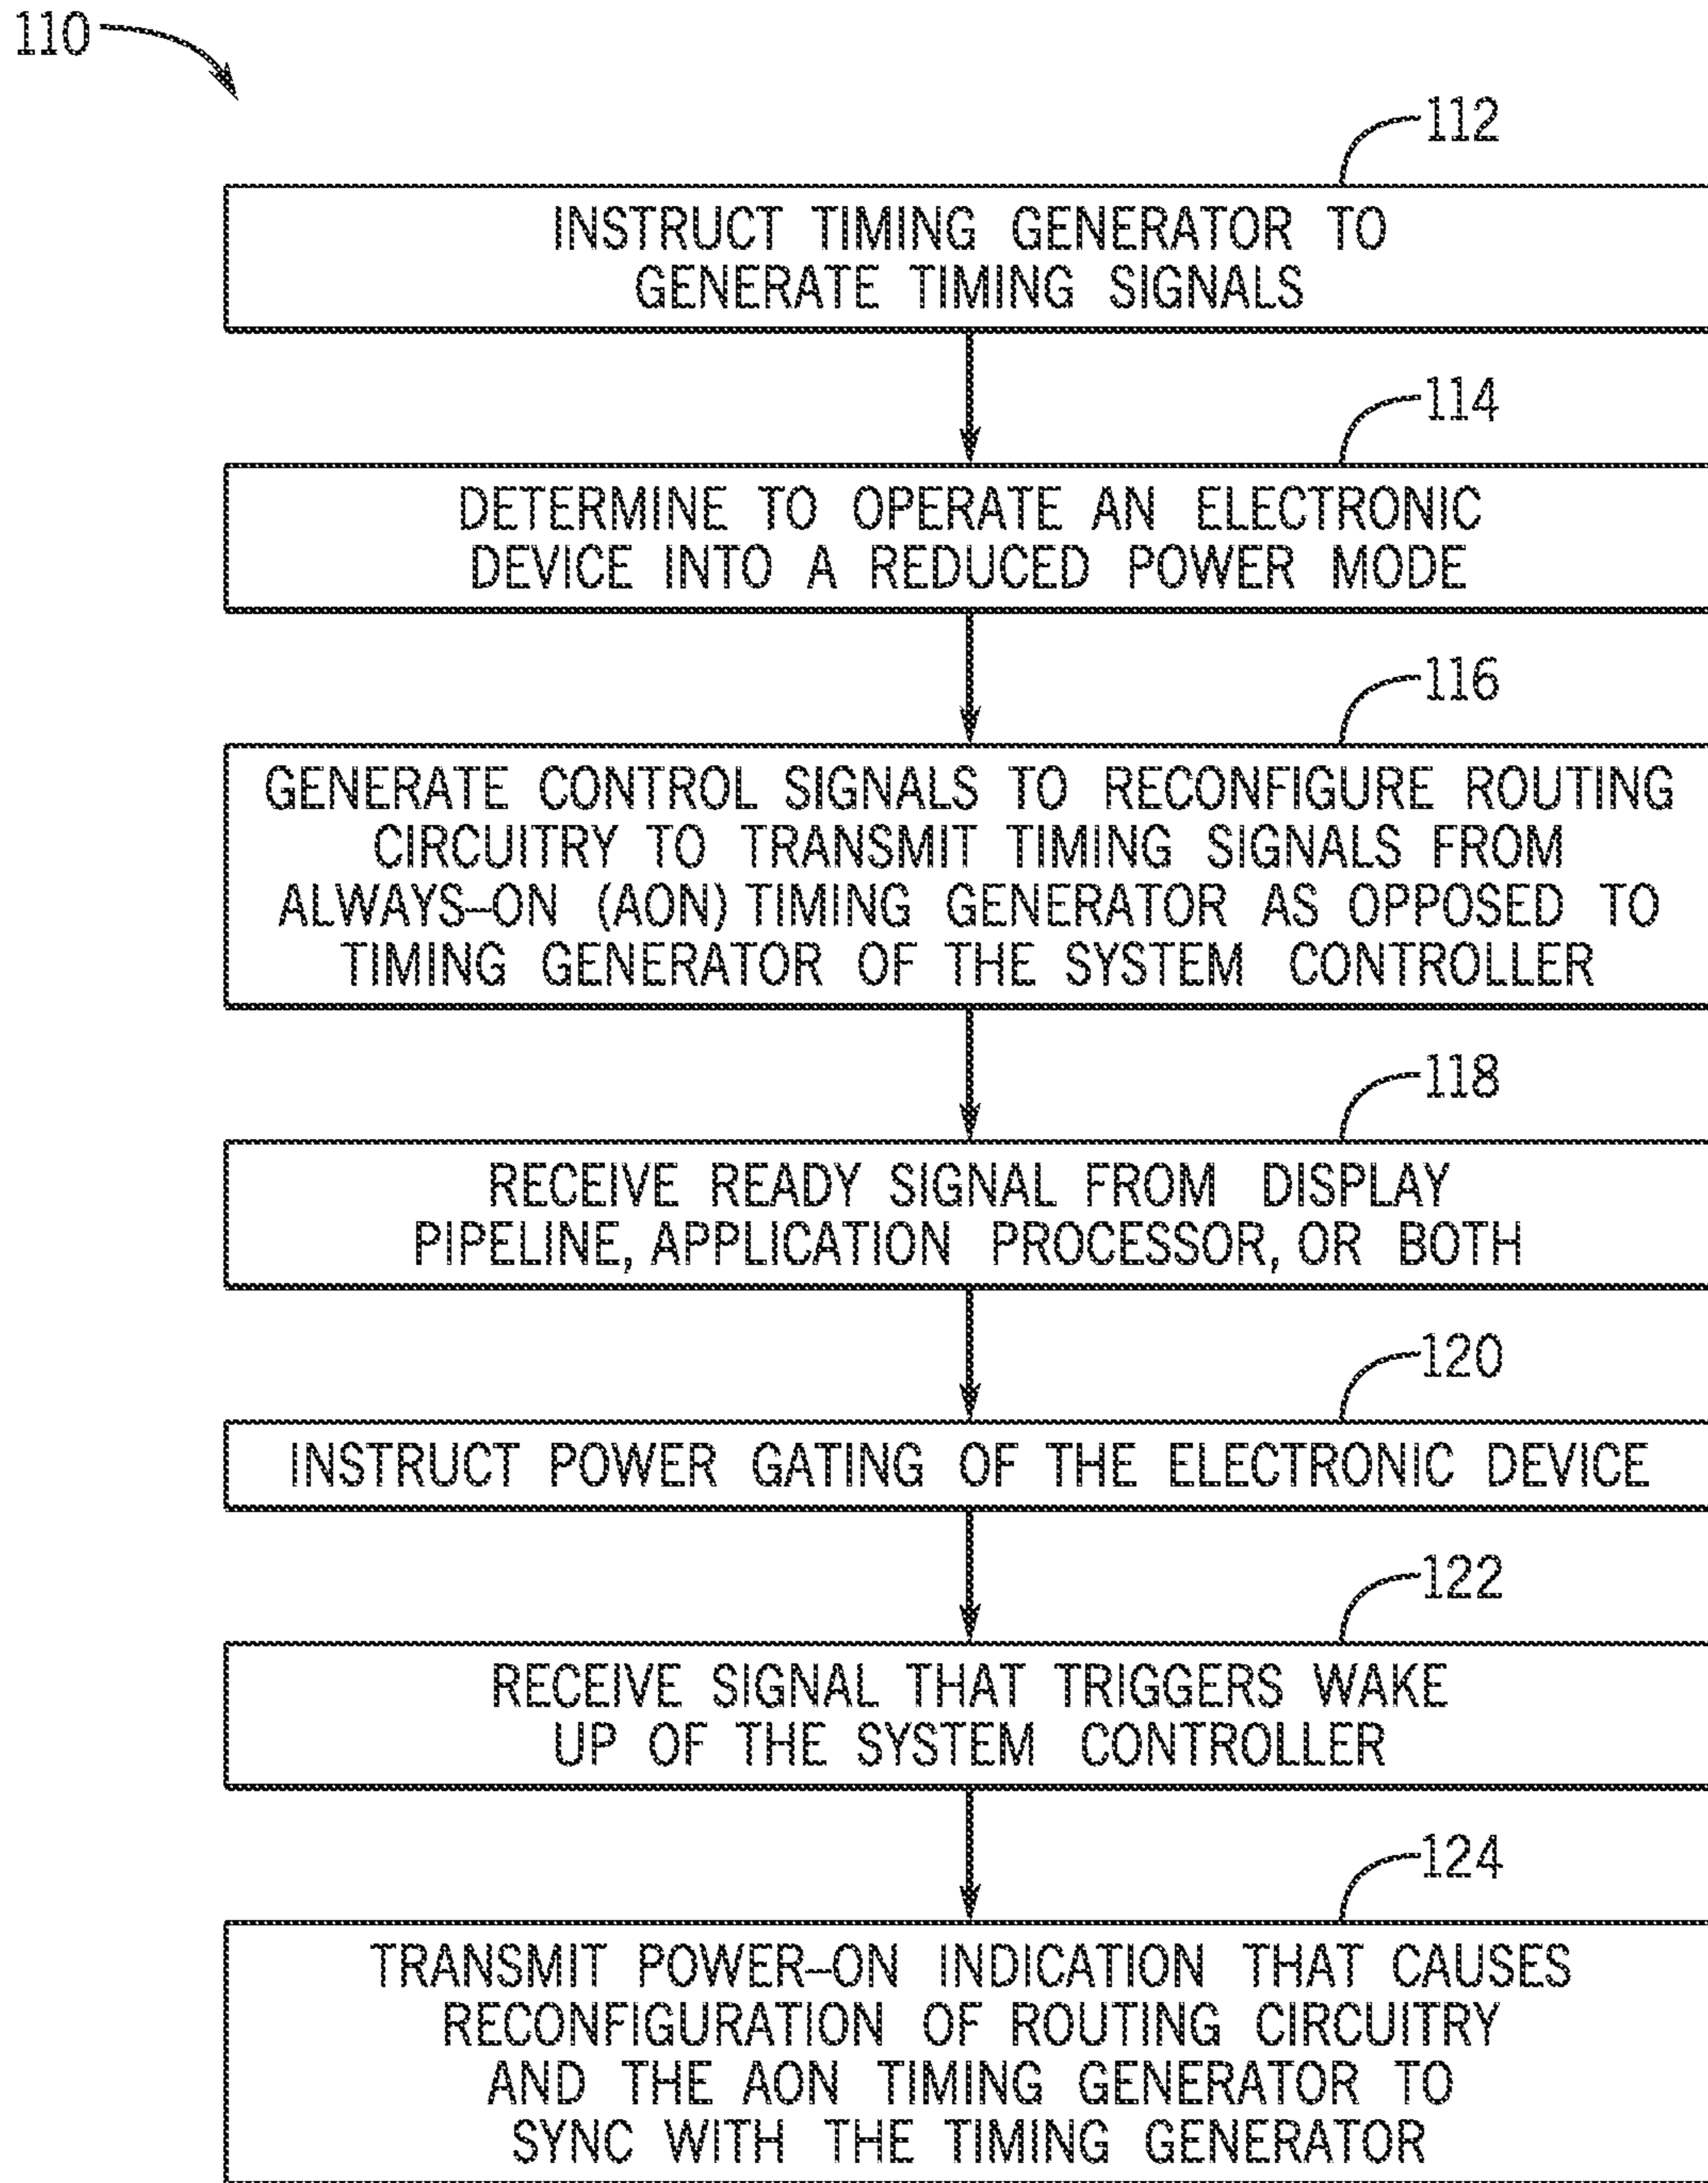 110
112
INSTRUCT TIMING GENERATOR TO
GENERATE TIMING SIGNALS
114
DETERMINE TO OPERATE AN ELECTRONIC
DEVICE INTO A REDUCED POWER MODE
116
GENERATE CONTROL SIGNALS TO RECONFIGURE ROUTING
CIRCUITRY TO TRANSMIT TIMING SIGNALS FROM
ALWAYS–ON (AON) TIMING GENERATOR AS OPPOSED TO
TIMING GENERATOR OF THE SYSTEM CONTROLLER
118
RECEIVE READY SIGNAL FROM DISPLAY
PIPELINE, APPLICATION PROCESSOR, OR BOTH
120
INSTRUCT POWER GATING OF THE ELECTRONIC DEVICE
122
RECEIVE SIGNAL THAT TRIGGERS WAKE
UP OF THE SYSTEM CONTROLLER
124
TRANSMIT POWER–ON INDICATION THAT CAUSES
RECONFIGURATION OF ROUTING CIRCUITRY
AND THE AON TIMING GENERATOR TO
SYNC WITH THE TIMING GENERATOR